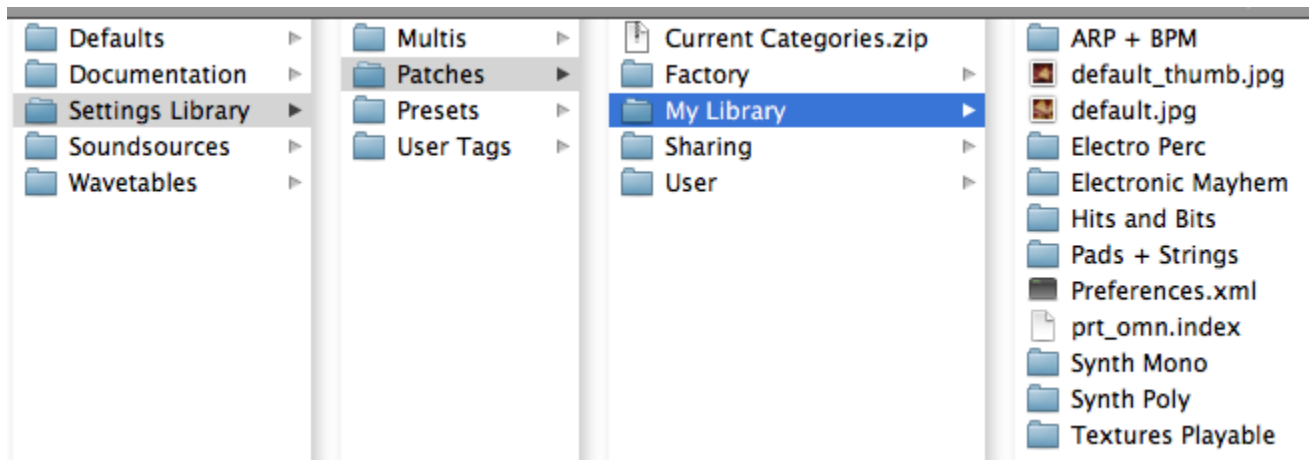 Defaults
Documentation
Settings Library
Soundsources
Wavetables
Multis
Patches
Presets
User Tags
Current Categories.zip
Factory
My Library
Sharing
User
ARP + BPM
default_thumb.jpg
default.jpg
Electro Perc
Electronic Mayhem
Hits and Bits
Pads + Strings
Preferences.xml
prt_omn.index
Synth Mono
Synth Poly
Textures Playable